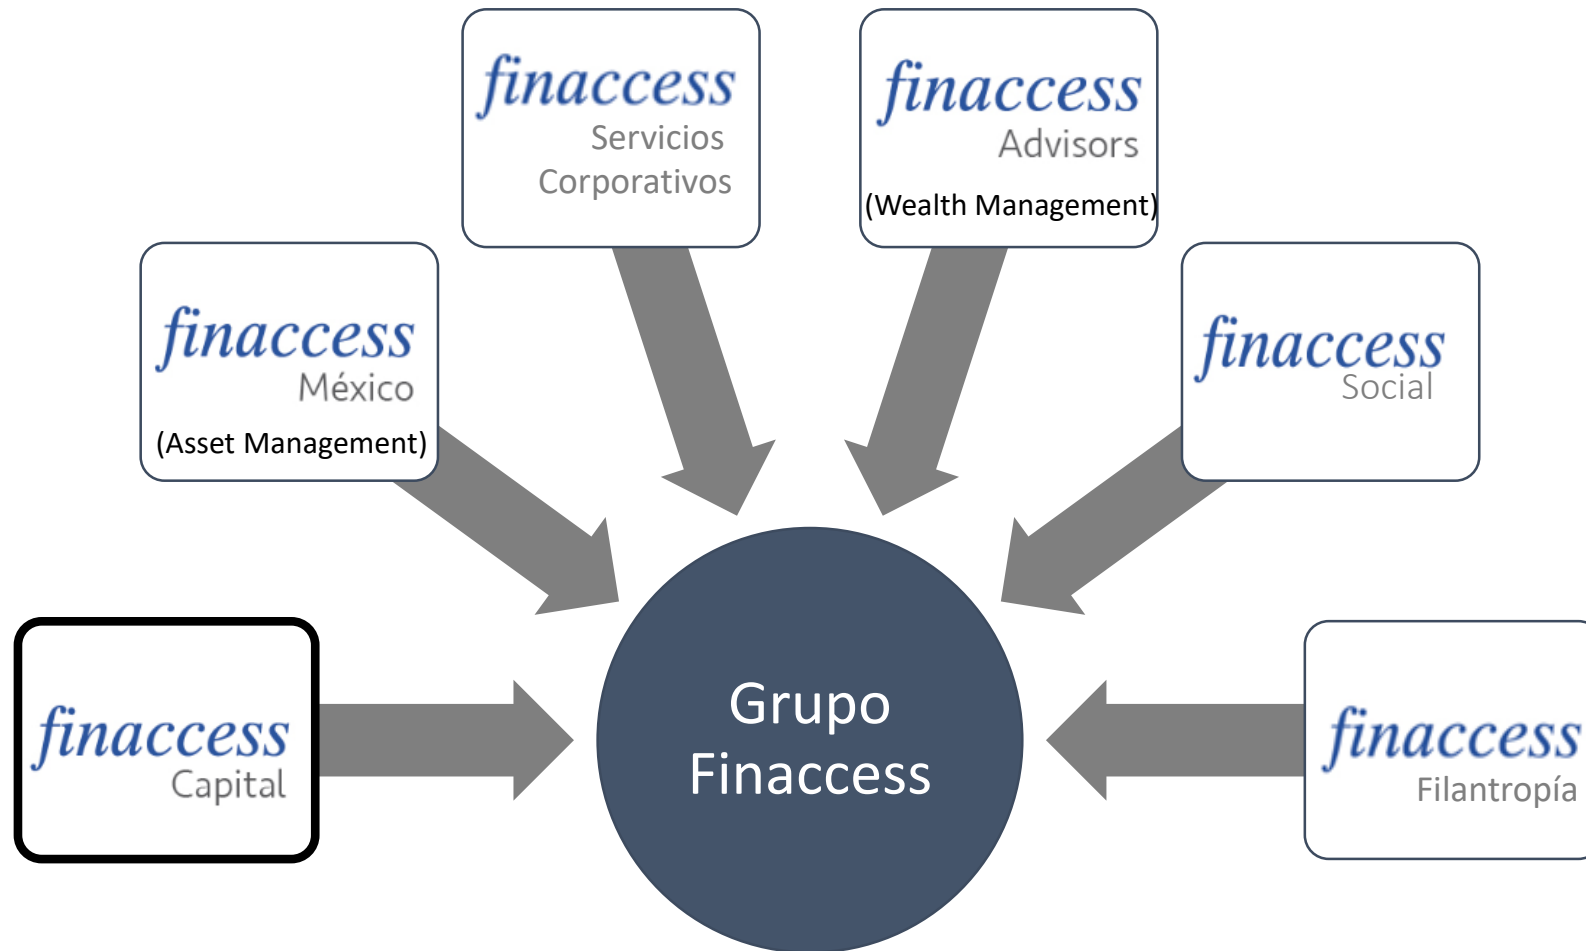 finaccess
Servicios
Corporativos
finaccess
Advisors
(Wealth Management)
finaccess
México
(Asset Management)
finaccess
Social
finaccess
Capital
Grupo
Finaccess
finaccess
Filantropía